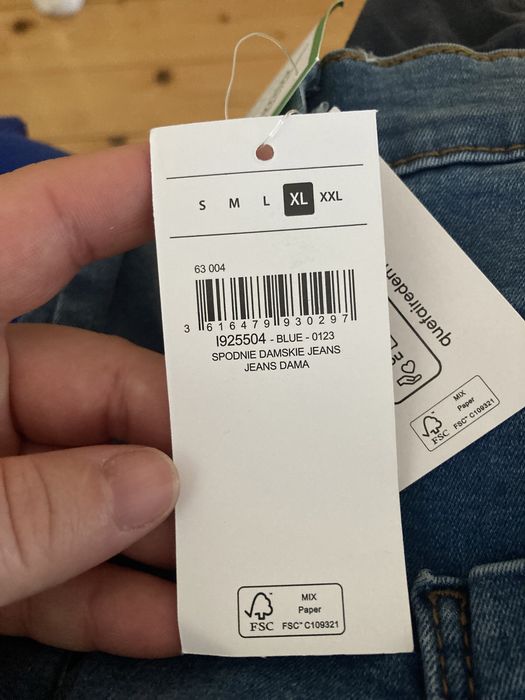 S M L XL XXL
63 004
3 616479 930297
I925504 - BLUE - 0123
SPODNIE DAMSKIE JEANS
JEANS DAMA
quefairedem
MIX
Paper
FSC™ C109321
FSC
MIX
Paper
FSC™ C109321
FSC